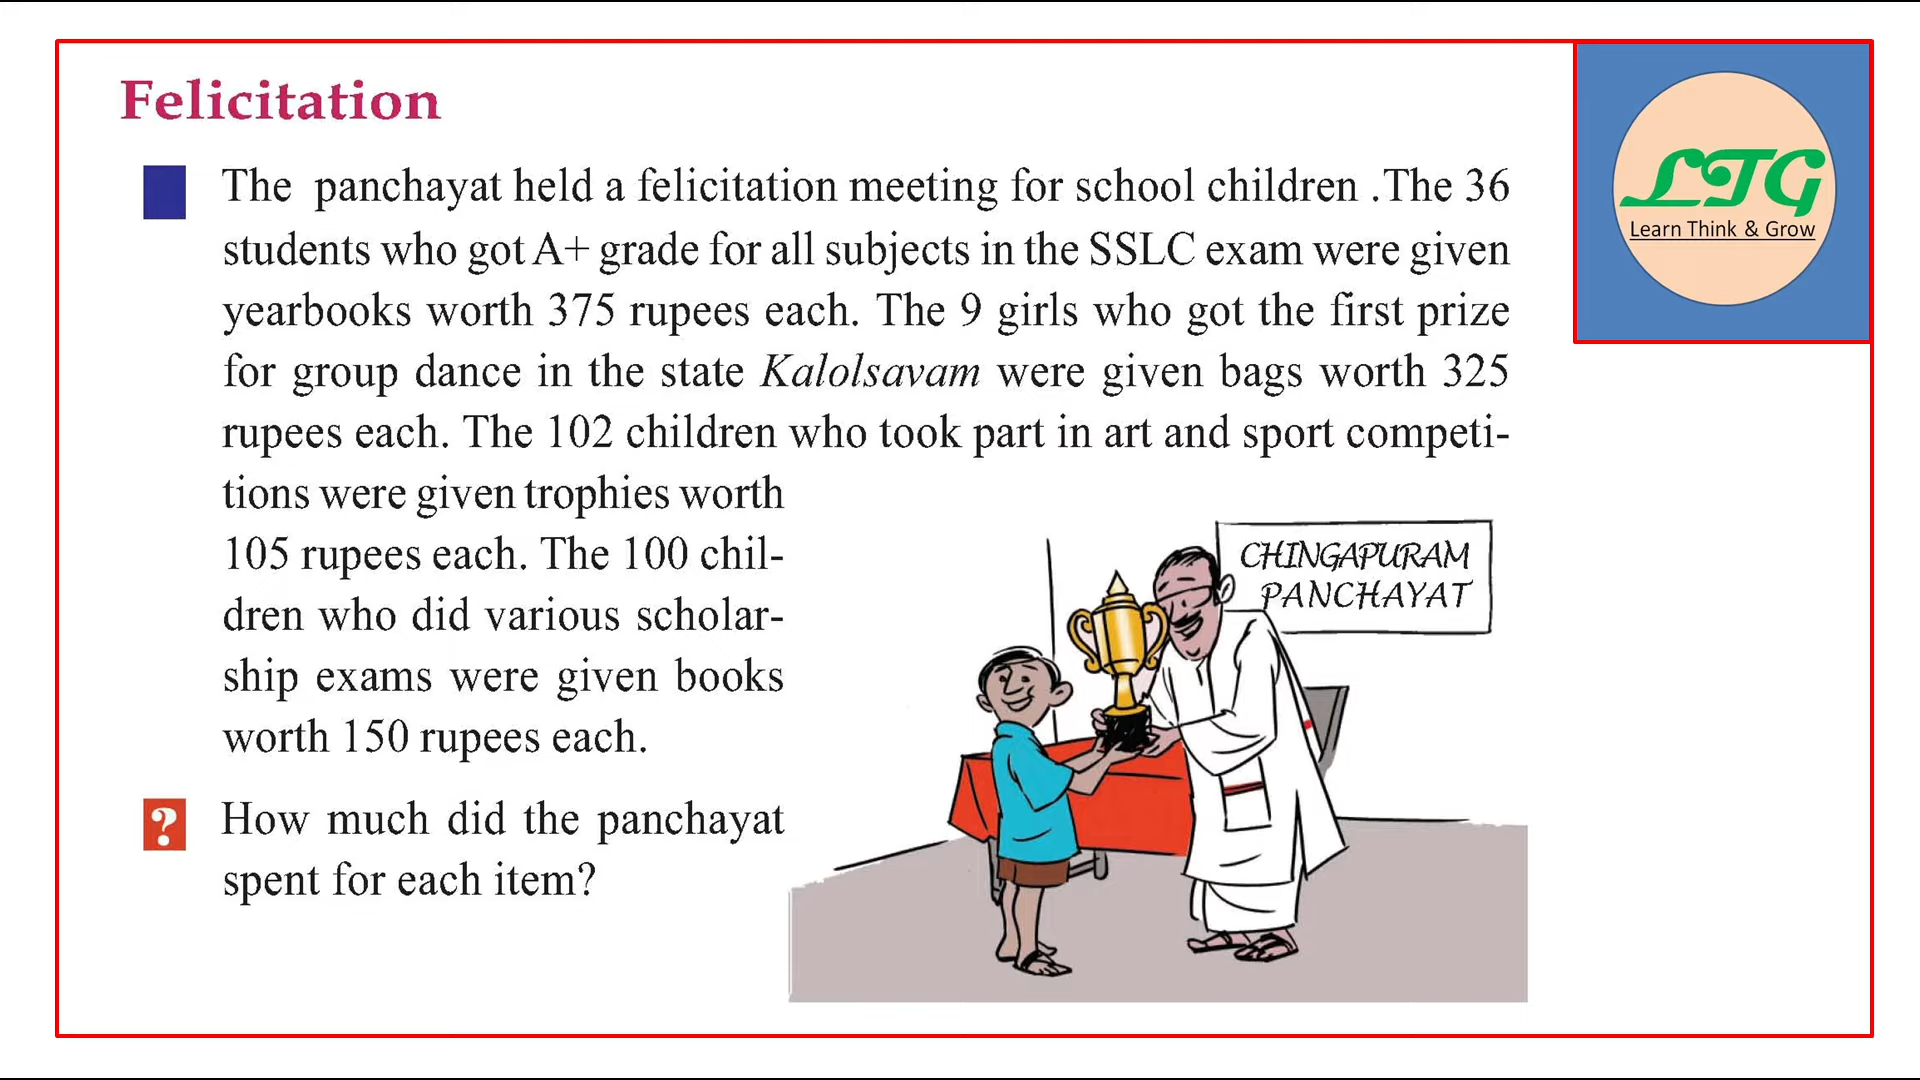 Felicitation
The panchayat held a felicitation meeting for school children .The 36
students who got A+ grade for all subjects in the SSLC exam were given
yearbooks worth 375 rupees each. The 9 girls who got the first prize
for group dance in the state Kalolsavam were given bags worth 325
rupees each. The 102 children who took part in art and sport competi-
tions were given trophies worth
105 rupees each. The 100 chil-
dren who did various scholar-
ship exams were given books
worth 150 rupees each.
?
How much did the panchayat
spent for each item?
CHINGAPURAM
PANCHAYAT
LTG
Learn Think & Grow